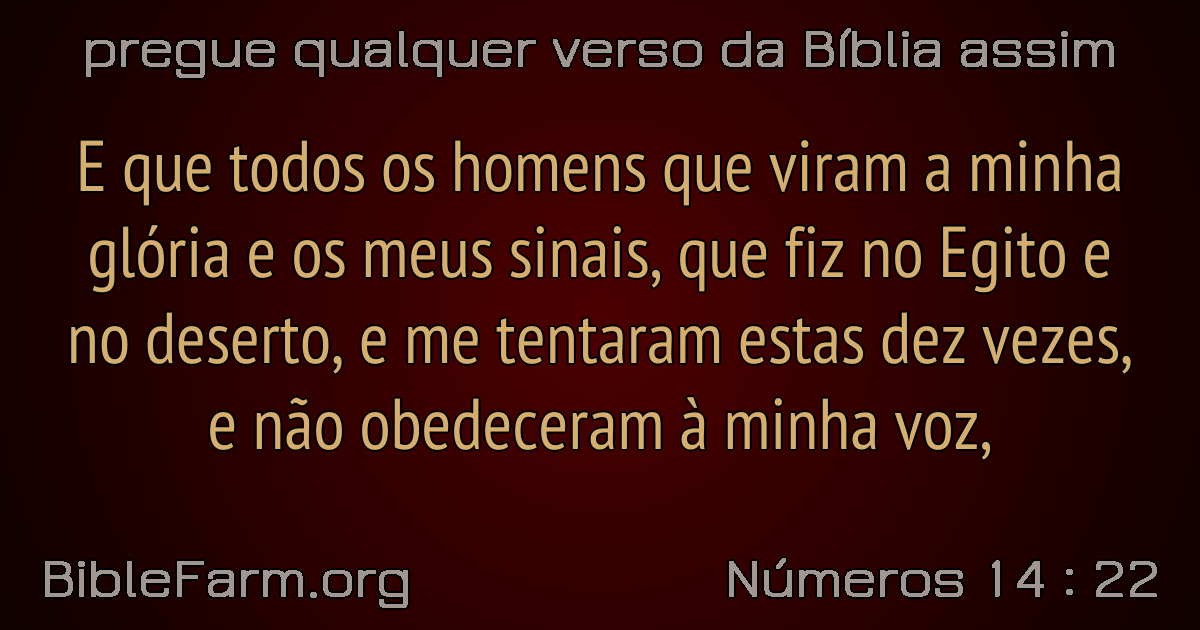 pregue qualquer verso da Bíblia assim
E que todos os homens que viram a minha
glória e os meus sinais, que fiz no Egito e
no deserto, e me tentaram estas dez vezes,
e não obedeceram à minha voz,
BibleFarm.org
Números 14 : 22